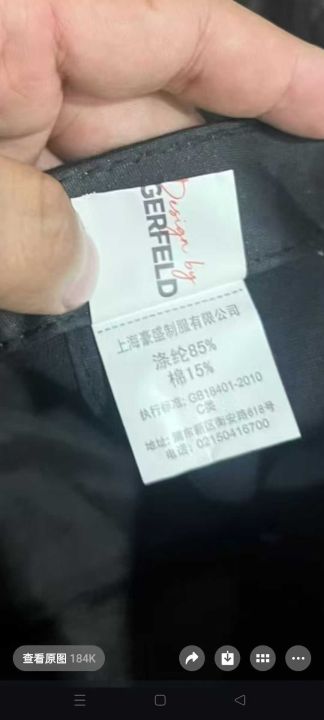 Design by
GERFELD
上海豪盛制服有限公司
涤纶85%
棉15%
执行标准: GB18401-2010
C类
地址: 浦东新区衡安路618号
电话: 02150416700
查看原图 184K